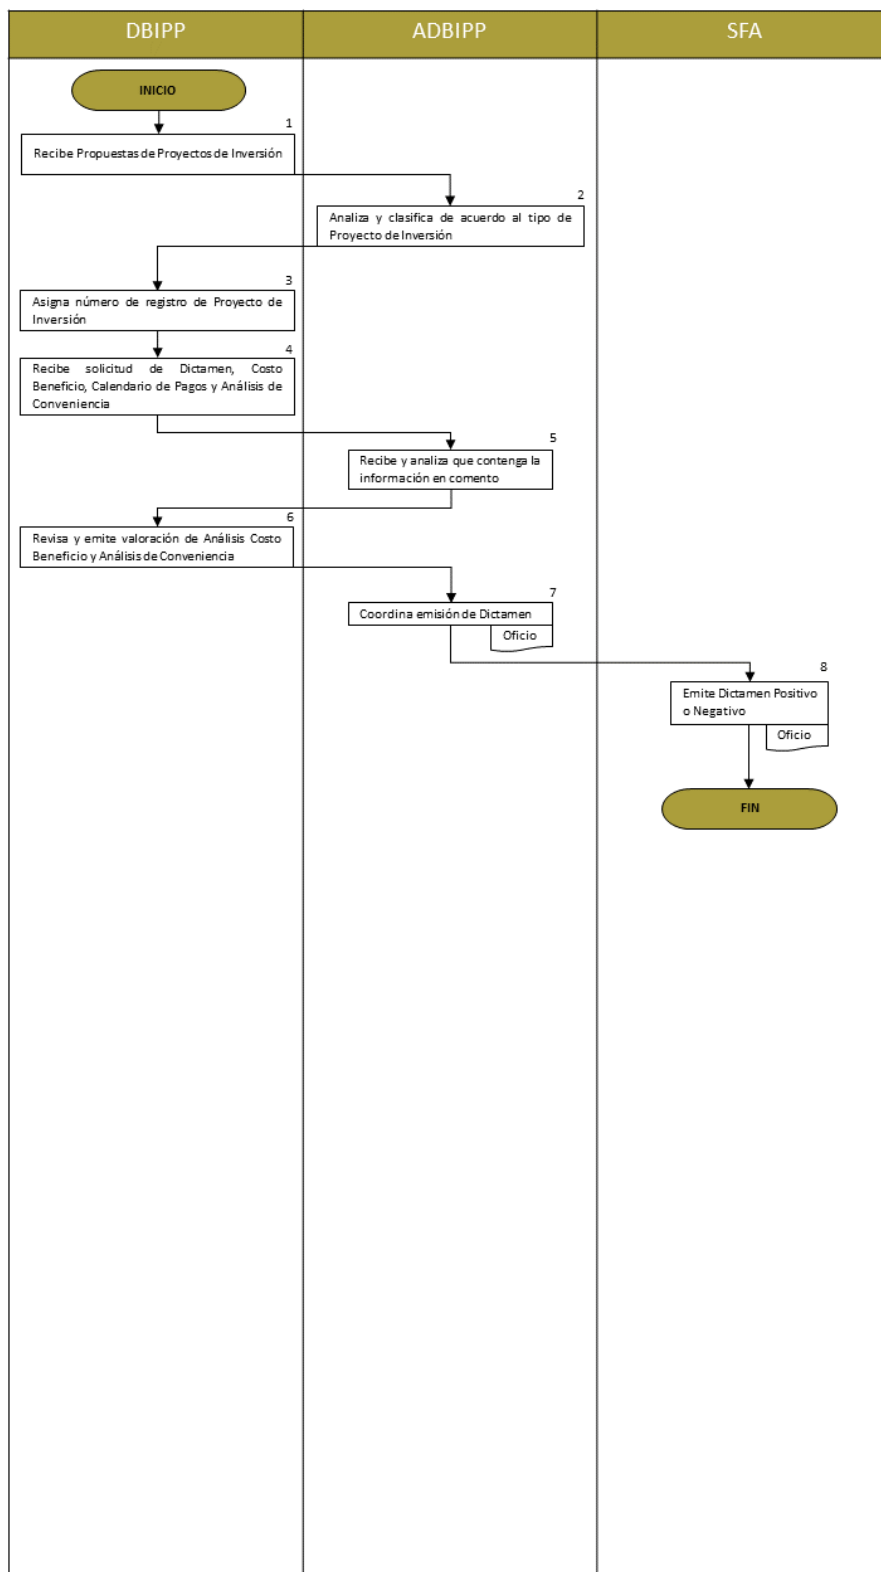 DBIPP
ADBIPP
SFA
INICIO
1
Recibe Propuestas de Proyectos de Inversión
2
Analiza y clasifica de acuerdo al tipo de
Proyecto de Inversión
3
Asigna número de registro de Proyecto de
Inversión
4
Recibe solicitud de Dictamen, Costo
Beneficio, Calendario de Pagos y Análisis de
Conveniencia
5
Recibe y analiza que contenga la
información en comento
6
Revisa y emite valoración de Análisis Costo
Beneficio y Análisis de Conveniencia
7
Coordina emisión de Dictamen
Oficio
8
Emite Dictamen Positivo
o Negativo
Oficio
FIN